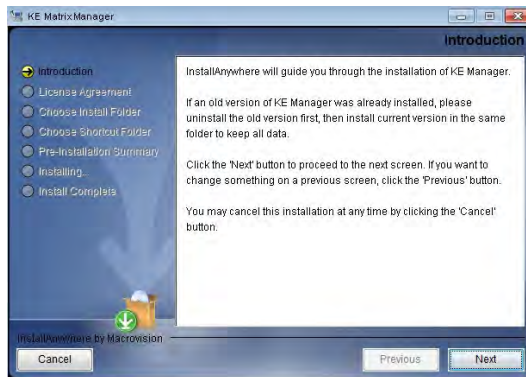 KE MatrixManager
Introduction
Introduction
License Agreement
Choose Install Folder
Choose Shortcut Folder
Pre-Installation Summary
Installing...
Install Complete
InstallAnywhere will guide you through the installation of KE Manager.
If an old version of KE Manager was already installed, please
uninstall the old version first, then install current version in the same
folder to keep all data.
Click the 'Next' button to proceed to the next screen. If you want to
change something on a previous screen, click the 'Previous' button.
You may cancel this installation at any time by clicking the 'Cancel'
button.
InstallAnywhere by Macrovision
Cancel
Previous
Next